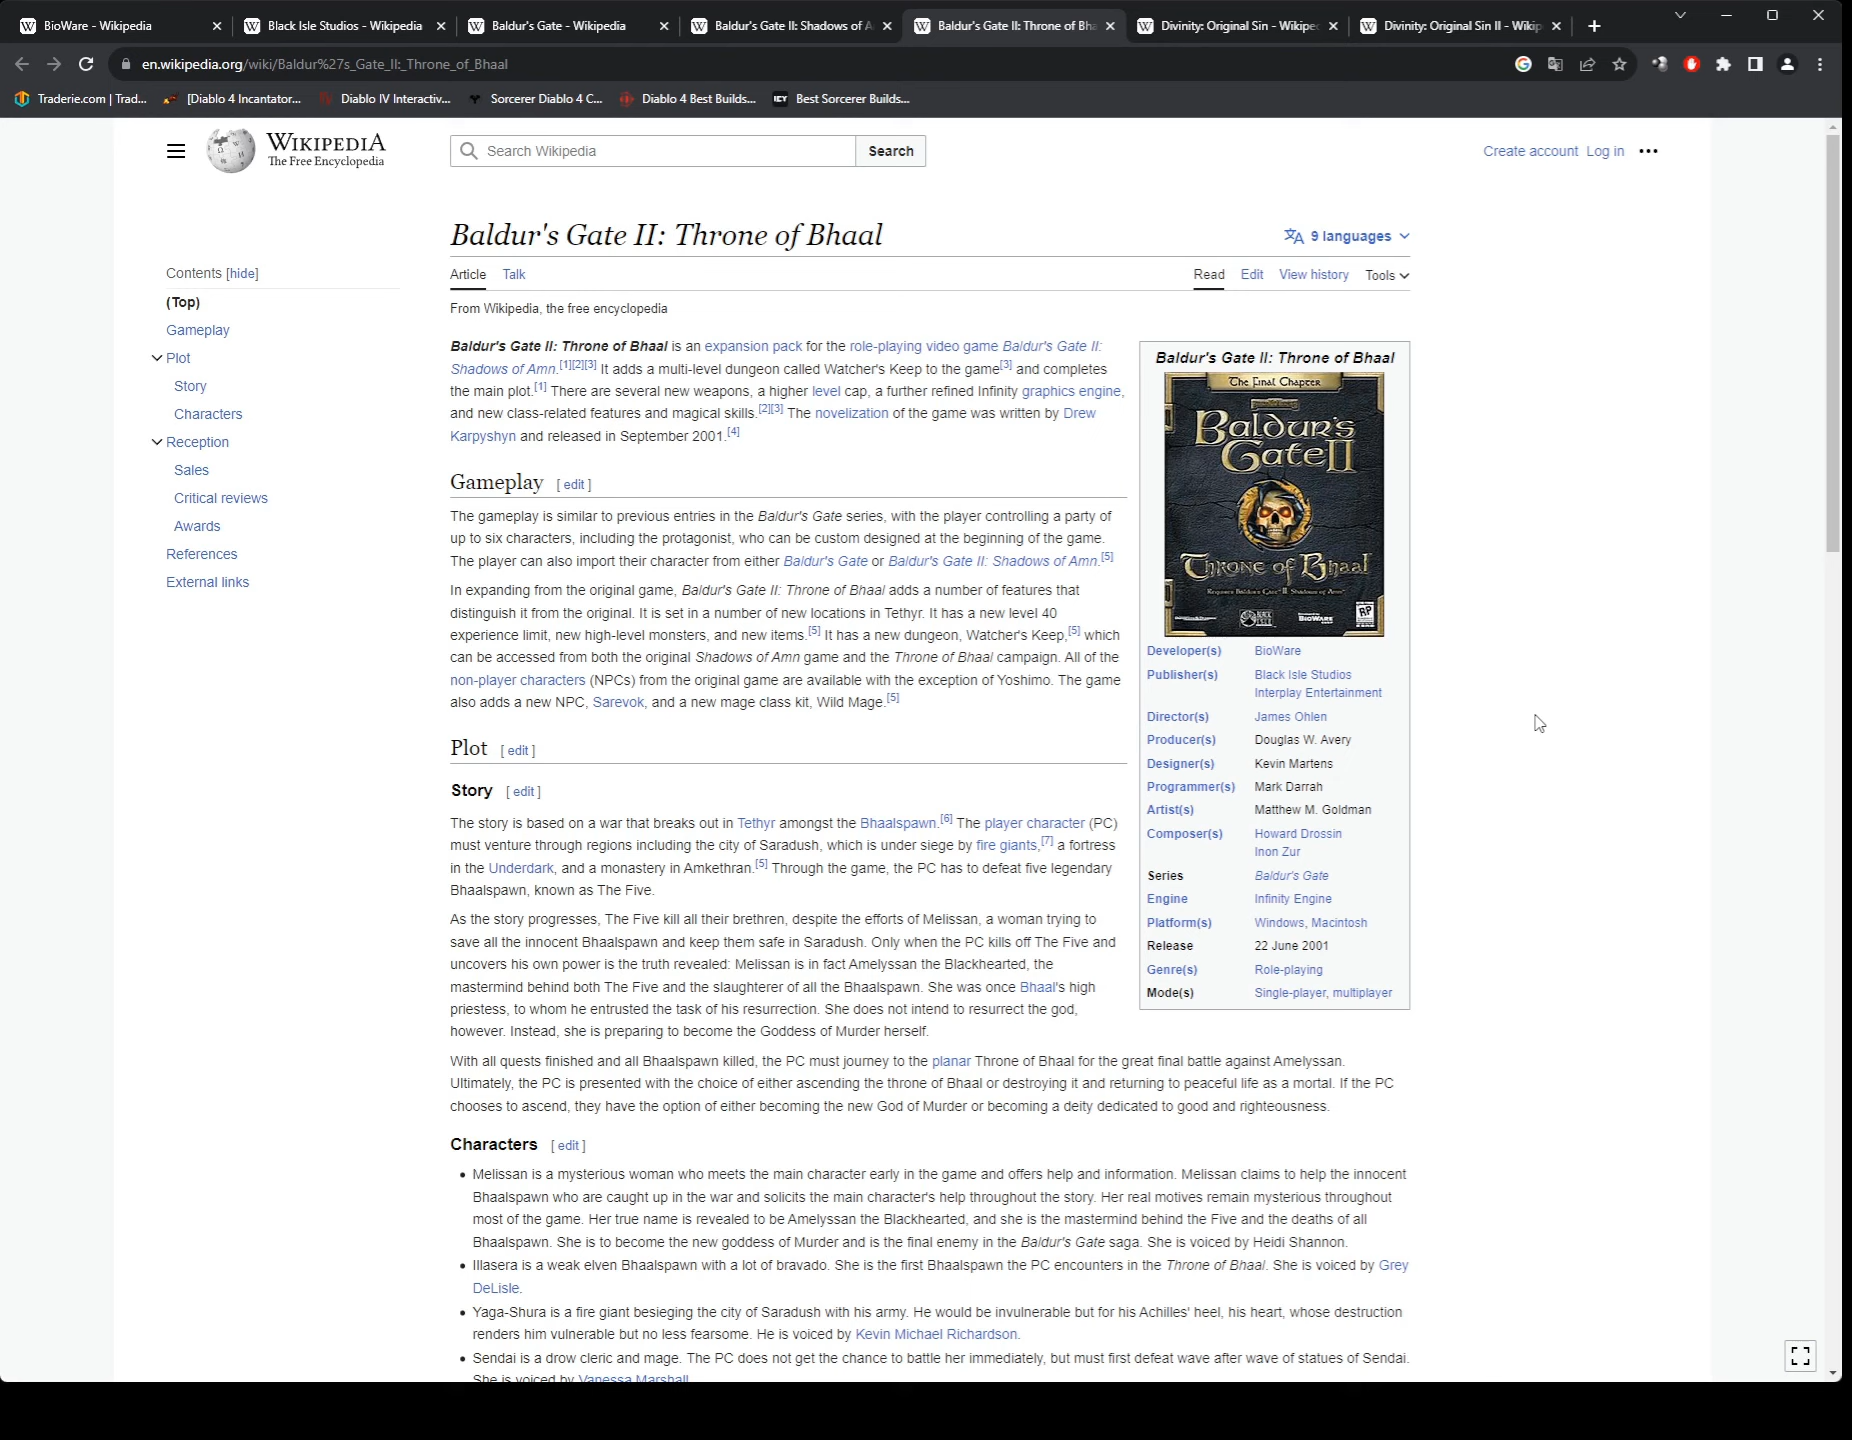 BioWare - Wikipedia
Black Isle Studios - Wikipedia
Baldur's Gate - Wikipedia
Baldur's Gate II: Shadows of A
Baldur's Gate II: Throne of Bha
Divinity: Original Sin - Wikipe
Divinity: Original Sin II - Wikip
en.wikipedia.org/wiki/Baldur%27s_Gate_II:_Throne_of_Bhaal
Traderie.com | Trad...
[Diablo 4 Incantator...
Diablo IV Interactiv...
Sorcerer Diablo 4 C...
Diablo 4 Best Builds...
ICY
Best Sorcerer Builds...
WIKIPEDIA
The Free Encyclopedia
Search Wikipedia
Search
Create account Log in
Baldur's Gate II: Throne of Bhaal
9 languages
Contents [hide]
(Top)
Gameplay
Plot
Story
Characters
Reception
Sales
Critical reviews
Awards
References
External links
Article Talk
Read Edit View history Tools
From Wikipedia, the free encyclopedia
Baldur's Gate II: Throne of Bhaal is an expansion pack for the role-playing video game Baldur's Gate II:
Shadows of Amn.[1][2][3] It adds a multi-level dungeon called Watcher's Keep to the game[3] and completes
the main plot.[1] There are several new weapons, a higher level cap, a further refined Infinity graphics engine,
and new class-related features and magical skills.[2][3] The novelization of the game was written by Drew
Karpyshyn and released in September 2001.[4]
Gameplay [ edit ]
The gameplay is similar to previous entries in the Baldur's Gate series, with the player controlling a party of
up to six characters, including the protagonist, who can be custom designed at the beginning of the game.
The player can also import their character from either Baldur's Gate or Baldur's Gate II: Shadows of Amn.[5]
In expanding from the original game, Baldur's Gate II: Throne of Bhaal adds a number of features that
distinguish it from the original. It is set in a number of new locations in Tethyr. It has a new level 40
experience limit, new high-level monsters, and new items.[5] It has a new dungeon, Watcher's Keep,[5] which
can be accessed from both the original Shadows of Amn game and the Throne of Bhaal campaign. All of the
non-player characters (NPCs) from the original game are available with the exception of Yoshimo. The game
also adds a new NPC, Sarevok, and a new mage class kit, Wild Mage.[5]
Plot [ edit ]
Story [ edit ]
The story is based on a war that breaks out in Tethyr amongst the Bhaalspawn.[6] The player character (PC)
must venture through regions including the city of Saradush, which is under siege by fire giants,[7] a fortress
in the Underdark, and a monastery in Amkethran.[5] Through the game, the PC has to defeat five legendary
Bhaalspawn, known as The Five.
As the story progresses, The Five kill all their brethren, despite the efforts of Melissan, a woman trying to
save all the innocent Bhaalspawn and keep them safe in Saradush. Only when the PC kills off The Five and
uncovers his own power is the truth revealed: Melissan is in fact Amelyssan the Blackhearted, the
mastermind behind both The Five and the slaughterer of all the Bhaalspawn. She was once Bhaal's high
priestess, to whom he entrusted the task of his resurrection. She does not intend to resurrect the god,
however. Instead, she is preparing to become the Goddess of Murder herself.
With all quests finished and all Bhaalspawn killed, the PC must journey to the planar Throne of Bhaal for the great final battle against Amelyssan.
Ultimately, the PC is presented with the choice of either ascending the throne of Bhaal or destroying it and returning to peaceful life as a mortal. If the PC
chooses to ascend, they have the option of either becoming the new God of Murder or becoming a deity dedicated to good and righteousness.
Characters [ edit ]
• Melissan is a mysterious woman who meets the main character early in the game and offers help and information. Melissan claims to help the innocent
Bhaalspawn who are caught up in the war and solicits the main character's help throughout the story. Her real motives remain mysterious throughout
most of the game. Her true name is revealed to be Amelyssan the Blackhearted, and she is the mastermind behind the Five and the deaths of all
Bhaalspawn. She is to become the new goddess of Murder and is the final enemy in the Baldur's Gate saga. She is voiced by Heidi Shannon.
• Illasera is a weak elven Bhaalspawn with a lot of bravado. She is the first Bhaalspawn the PC encounters in the Throne of Bhaal. She is voiced by Grey
DeLisle.
• Yaga-Shura is a fire giant besieging the city of Saradush with his army. He would be invulnerable but for his Achilles' heel, his heart, whose destruction
renders him vulnerable but no less fearsome. He is voiced by Kevin Michael Richardson.
• Sendai is a drow cleric and mage. The PC does not get the chance to battle her immediately, but must first defeat wave after wave of statues of Sendai.
She is voiced by Vanessa Marshall
Baldur's Gate II: Throne of Bhaal
The Final Chapter
Baldur's
Gate II
Throne of Bhaal
Requires Baldur's Gate II Shadows of Amn
BLACK ISLE
BIOWARE
RP
Developer(s) BioWare
Publisher(s) Black Isle Studios
Interplay Entertainment
Director(s) James Ohlen
Producer(s) Douglas W. Avery
Designer(s) Kevin Martens
Programmer(s) Mark Darrah
Artist(s) Matthew M. Goldman
Composer(s) Howard Drossin
Inon Zur
Series Baldur's Gate
Engine Infinity Engine
Platform(s) Windows, Macintosh
Release 22 June 2001
Genre(s) Role-playing
Mode(s) Single-player, multiplayer